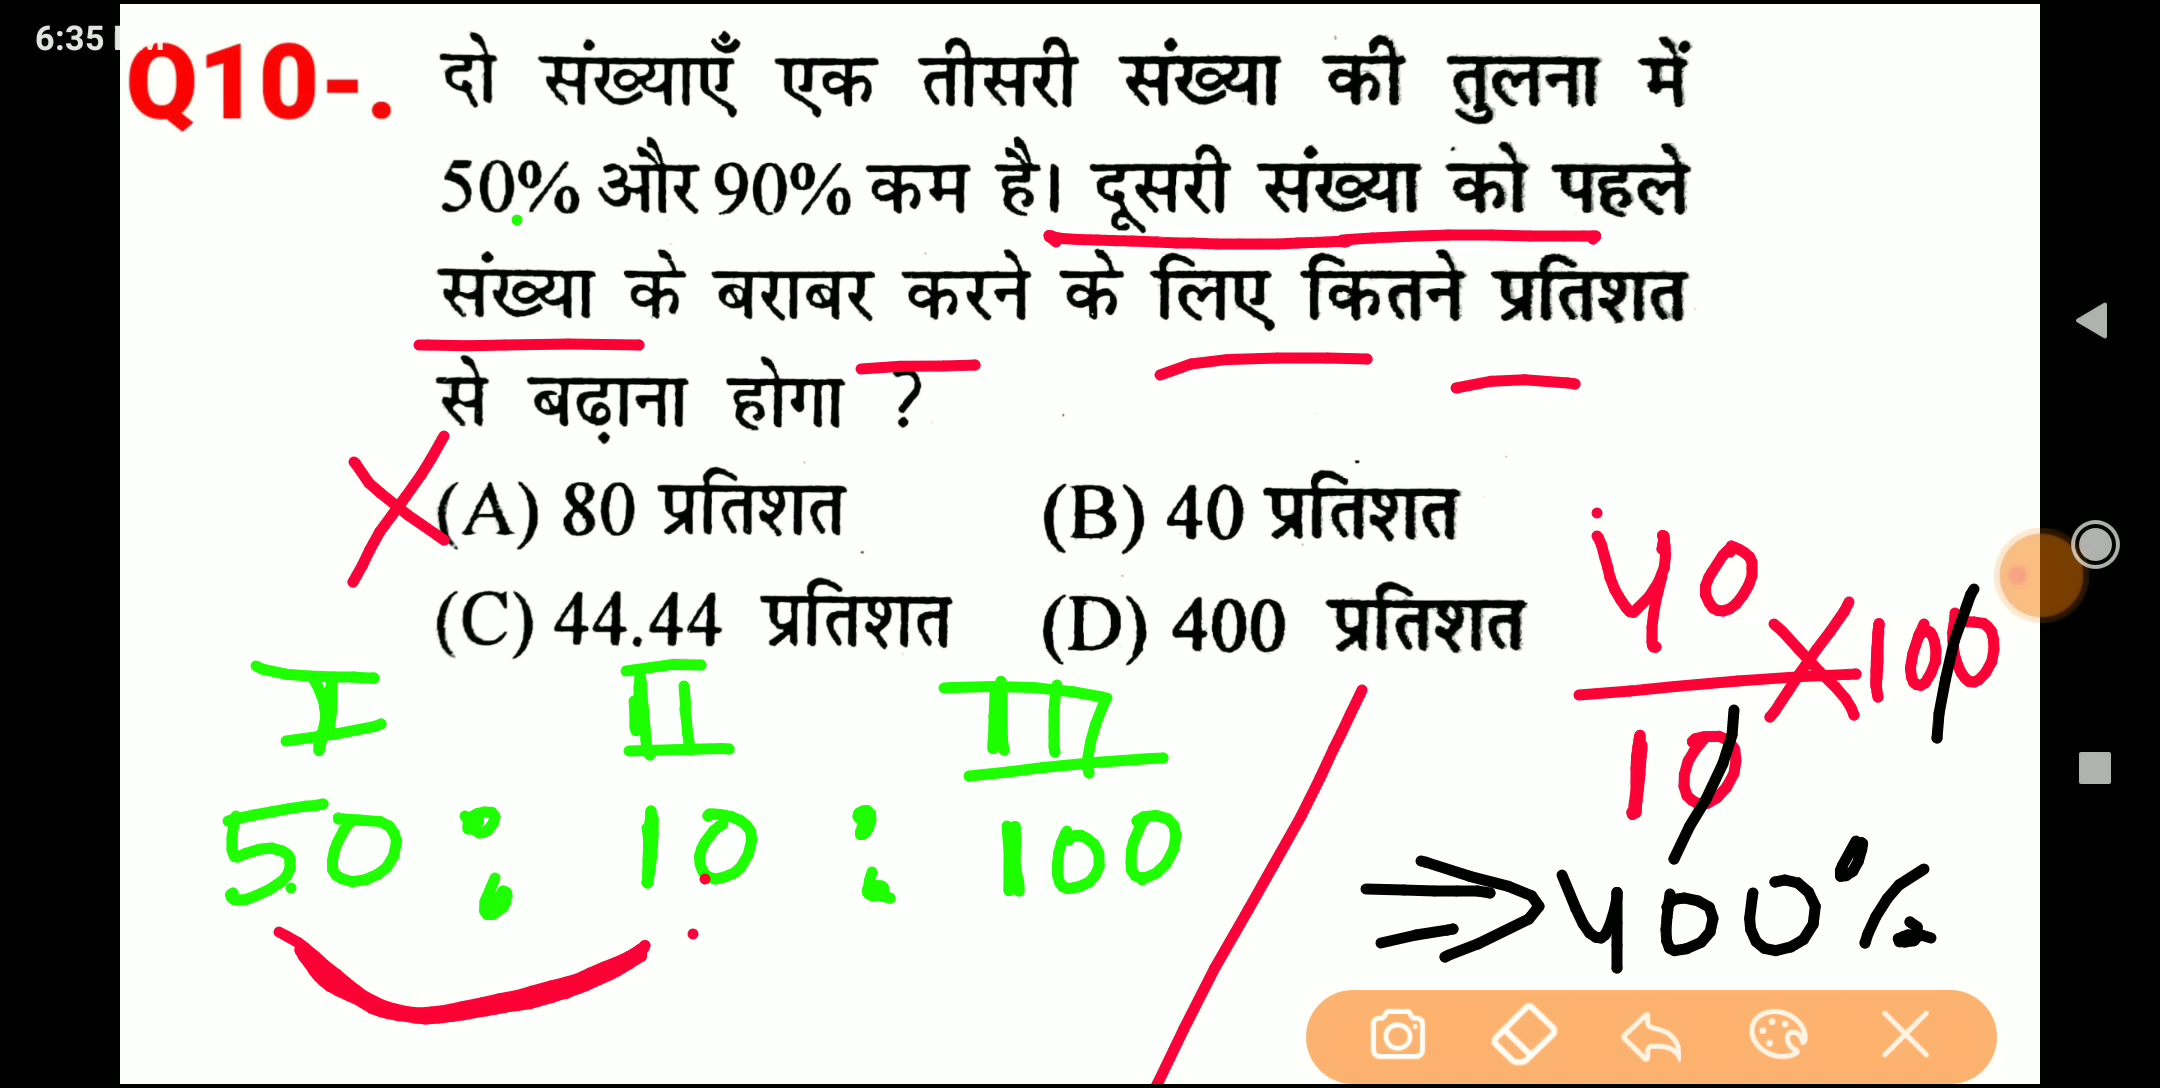 6:35 PM
Q10-. दो संख्याएँ एक तीसरी संख्या की तुलना में
50% और 90% कम है। दूसरी संख्या को पहले
संख्या के बराबर करने के लिए कितने प्रतिशत
से बढ़ाना होगा ?
(A) 80 प्रतिशत (B) 40 प्रतिशत
(C) 44.44 प्रतिशत (D) 400 प्रतिशत
I II III
50 : 10 : 100
40
× 100
10
⇒ 400%